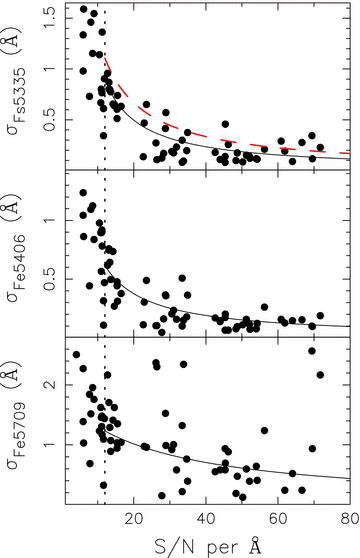 σFs5335 (Å)
1.5
1
0.5
σFe5406 (Å)
1
0.5
σFe5709 (Å)
2
1
20 40 60 80
S/N per Å